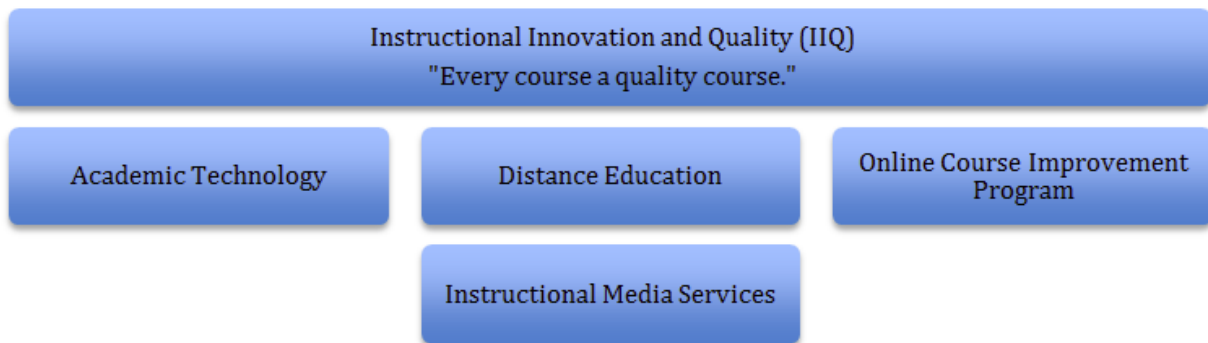 Instructional Innovation and Quality (IIQ)
"Every course a quality course."
Academic Technology
Distance Education
Online Course Improvement
Program
Instructional Media Services